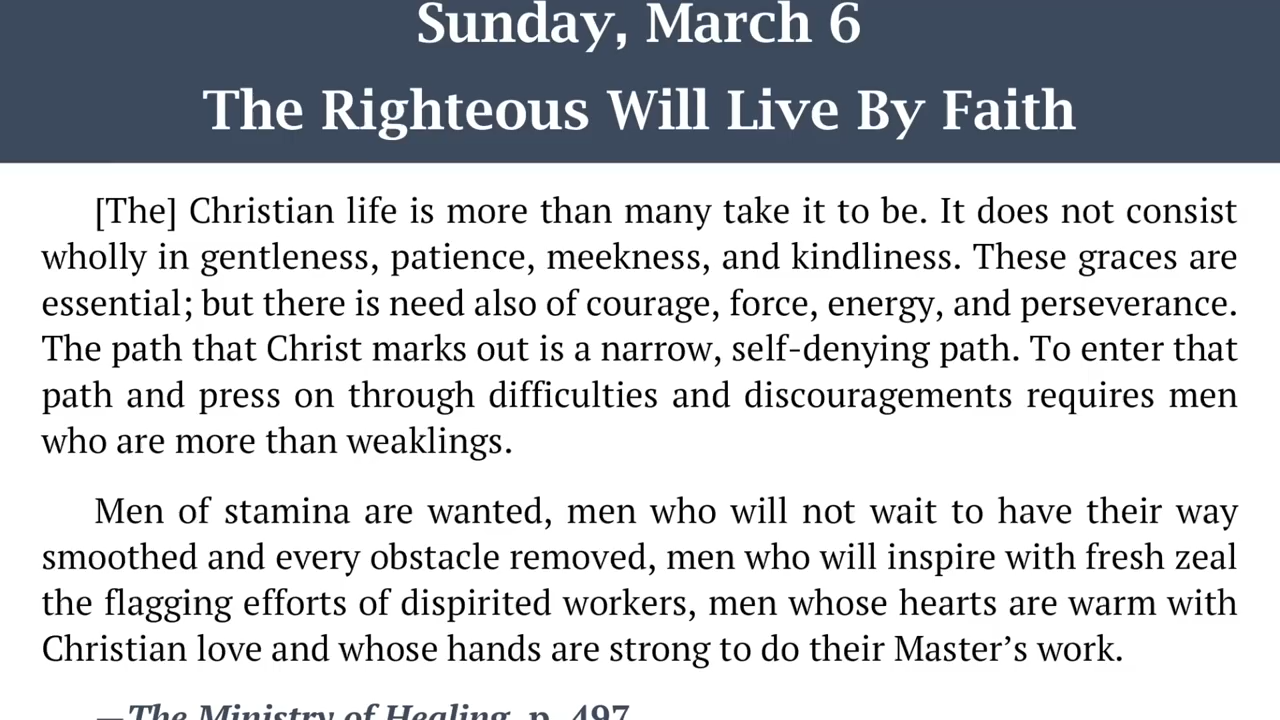 Sunday, March 6
The Righteous Will Live By Faith
[The] Christian life is more than many take it to be. It does not consist
wholly in gentleness, patience, meekness, and kindliness. These graces are
essential; but there is need also of courage, force, energy, and perseverance.
The path that Christ marks out is a narrow, self-denying path. To enter that
path and press on through difficulties and discouragements requires men
who are more than weaklings.
Men of stamina are wanted, men who will not wait to have their way
smoothed and every obstacle removed, men who will inspire with fresh zeal
the flagging efforts of dispirited workers, men whose hearts are warm with
Christian love and whose hands are strong to do their Master’s work.
—The Ministry of Healing, p. 497